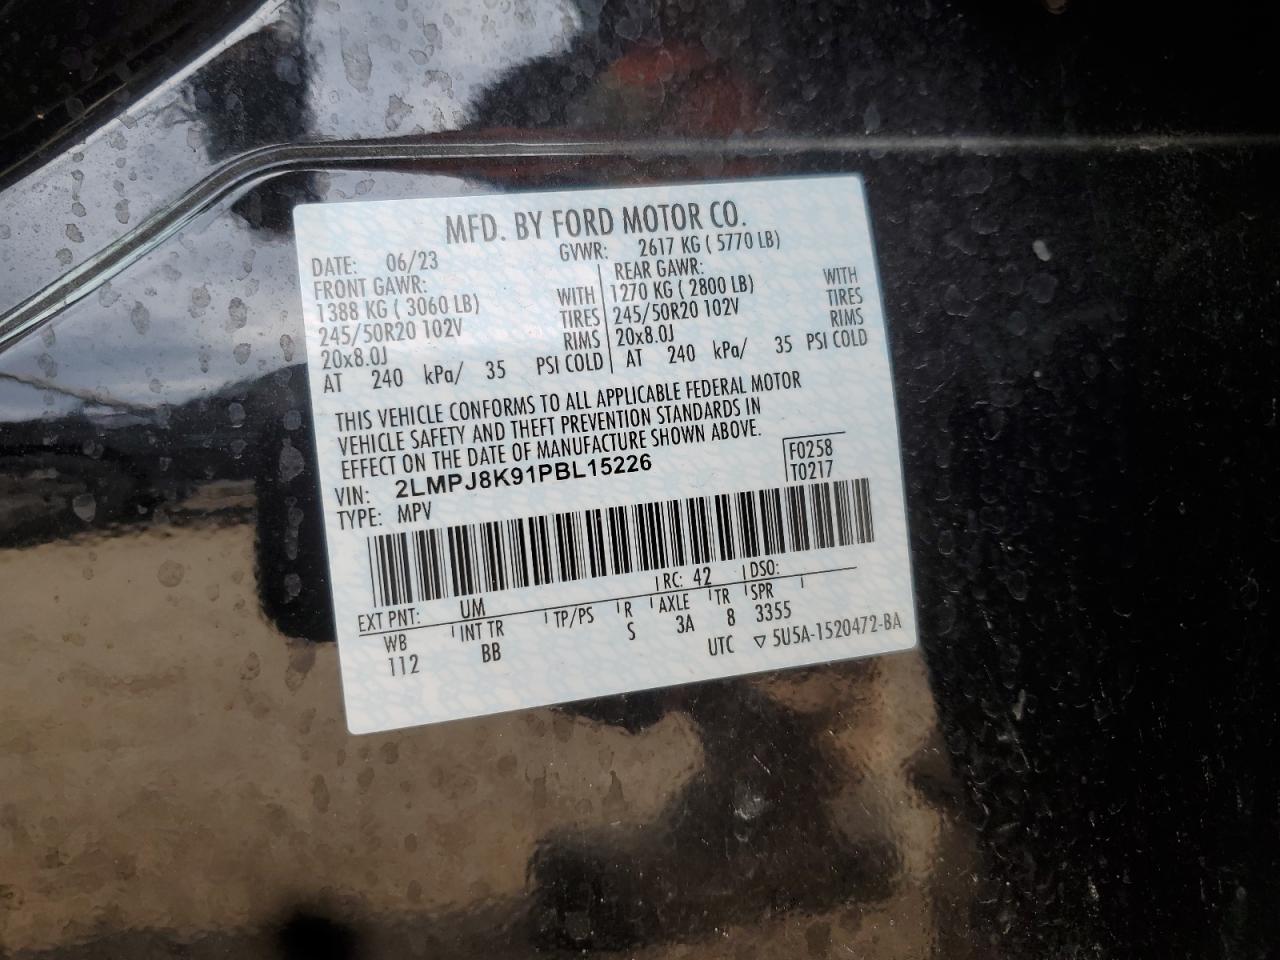 MFD. BY FORD MOTOR CO.
DATE: 06/23 GVWR: 2617 KG ( 5770 LB)
FRONT GAWR: REAR GAWR:
1388 KG ( 3060 LB) WITH 1270 KG ( 2800 LB) WITH
245/50R20 102V TIRES 245/50R20 102V TIRES
20x8.0J RIMS 20x8.0J RIMS
AT 240 kPa/ 35 PSI COLD AT 240 kPa/ 35 PSI COLD
THIS VEHICLE CONFORMS TO ALL APPLICABLE FEDERAL MOTOR
VEHICLE SAFETY AND THEFT PREVENTION STANDARDS IN
EFFECT ON THE DATE OF MANUFACTURE SHOWN ABOVE.
VIN: 2LMPJ8K91PBL15226 F0258
TYPE: MPV T0217
EXT PNT: UM RC: 42 DSO:
WB INT TR TP/PS R AXLE TR SPR
112 BB S 3A 8 3355
UTC ▽ 5U5A-1520472-BA